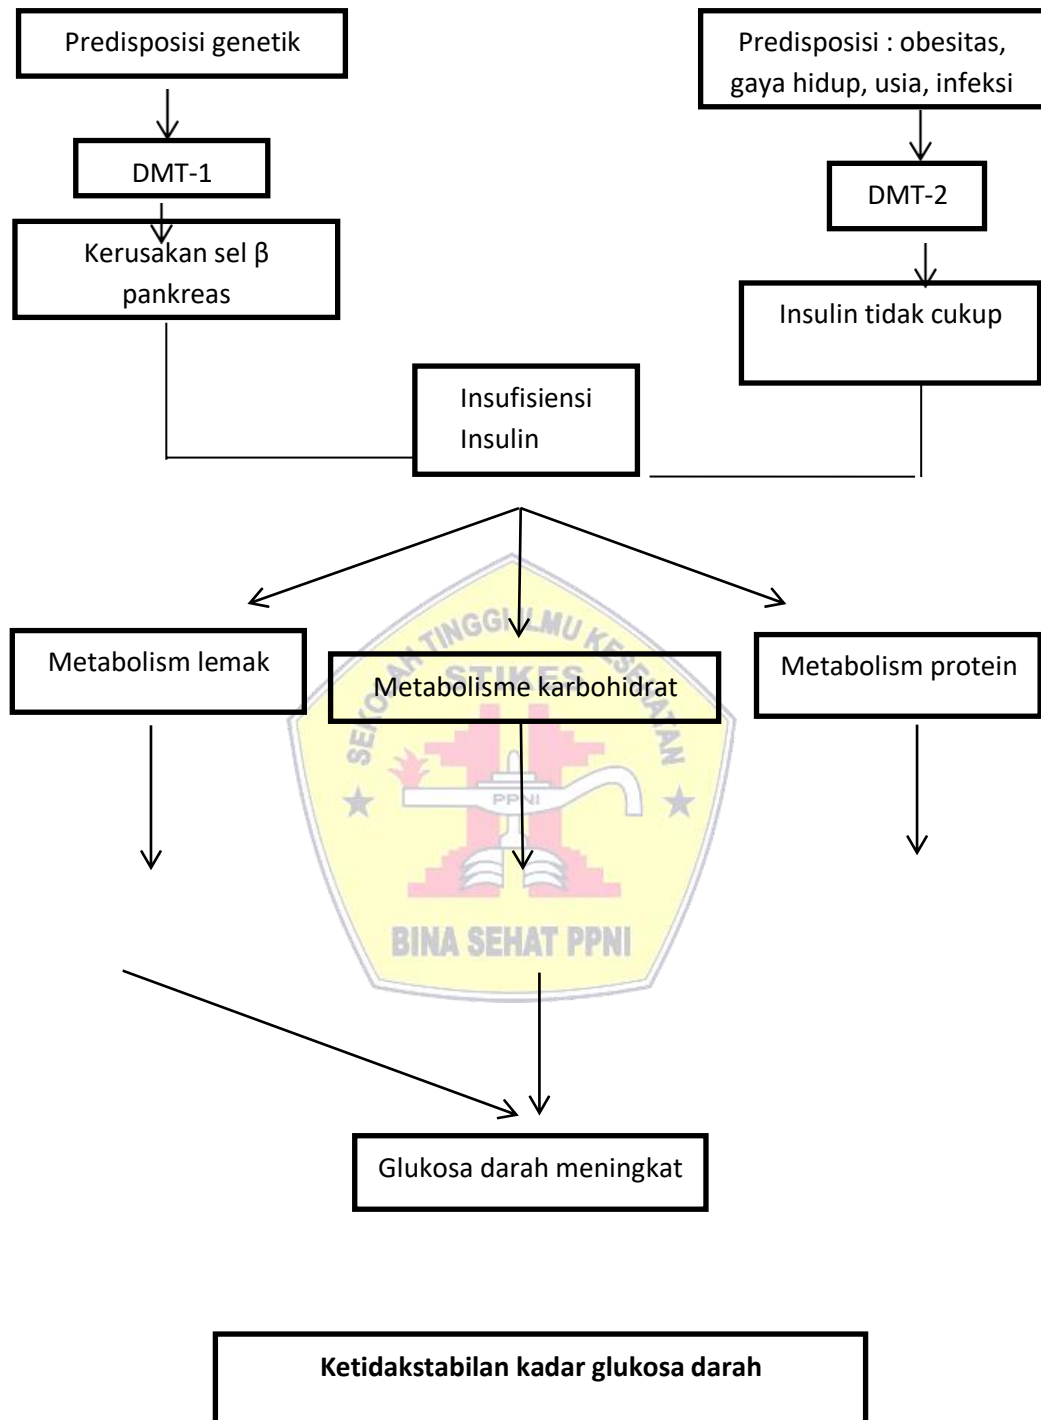 Predisposisi genetik
Predisposisi : obesitas,
gaya hidup, usia, infeksi
DMT-1
DMT-2
Kerusakan sel β
pankreas
Insulin tidak cukup
Insufisiensi
Insulin
Metabolism lemak
Metabolisme karbohidrat
Metabolism protein
SEKOLAH TINGGI ILMU KESEHATAN
STIKES
PPNI
BINA SEHAT PPNI
Glukosa darah meningkat
Ketidakstabilan kadar glukosa darah